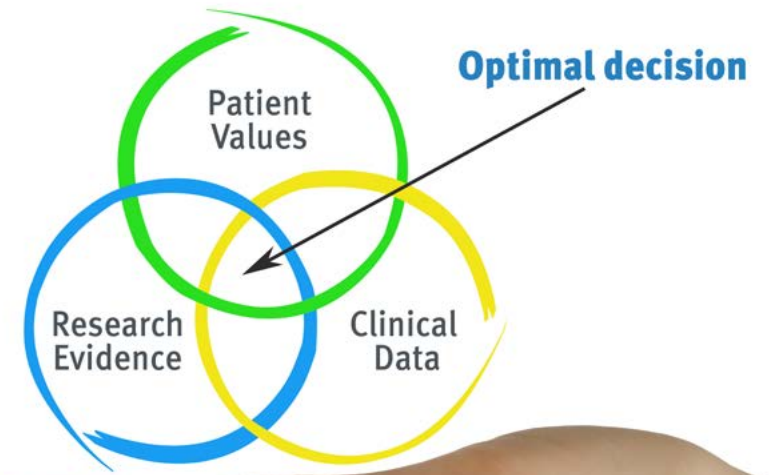 Optimal decision
Patient
Values
Research
Evidence
Clinical
Data